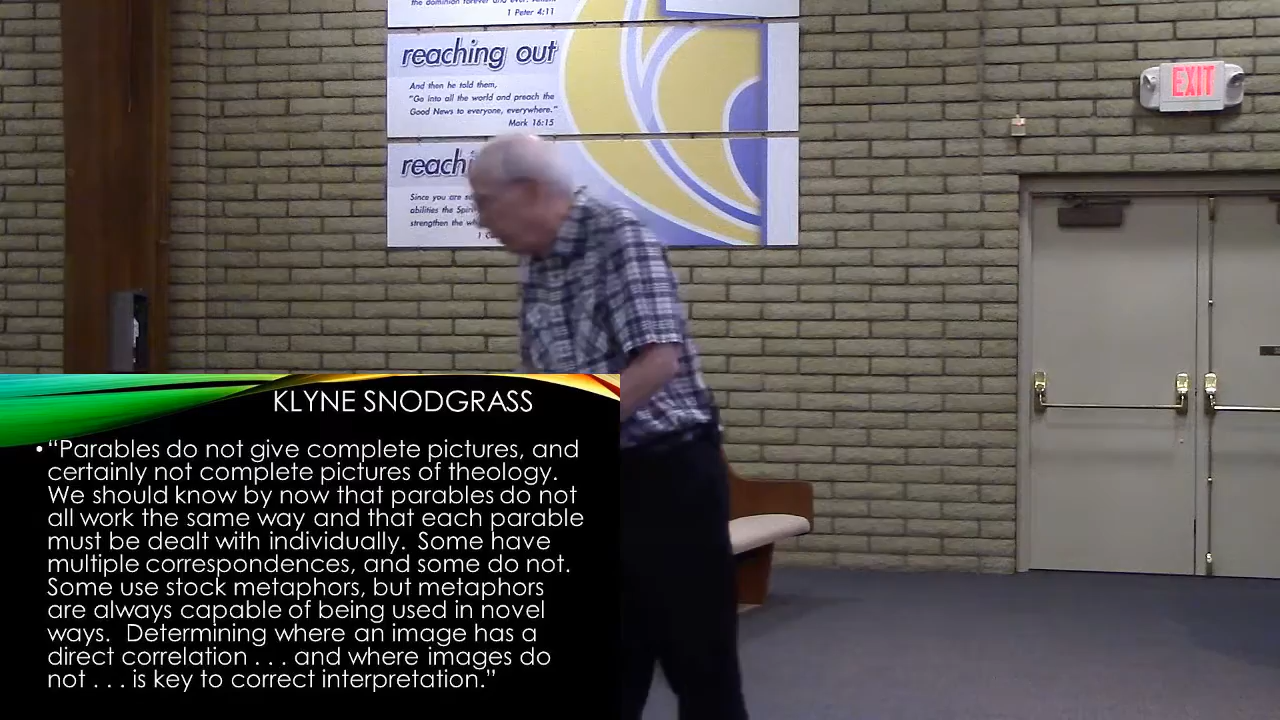 the dominion forever and ever.
1 Peter 4:11
reaching out
And then he told them,
"Go into all the world and preach the
Good News to everyone, everywhere."
Mark 16:15
EXIT
reachi
Since you are
abilities the Spiri
strengthen the wh
1 C
KLYNE SNODGRASS
• “Parables do not give complete pictures, and
certainly not complete pictures of theology.
We should know by now that parables do not
all work the same way and that each parable
must be dealt with individually.  Some have
multiple correspondences, and some do not.
Some use stock metaphors, but metaphors
are always capable of being used in novel
ways.  Determining where an image has a
direct correlation . . . and where images do
not . . . is key to correct interpretation.”